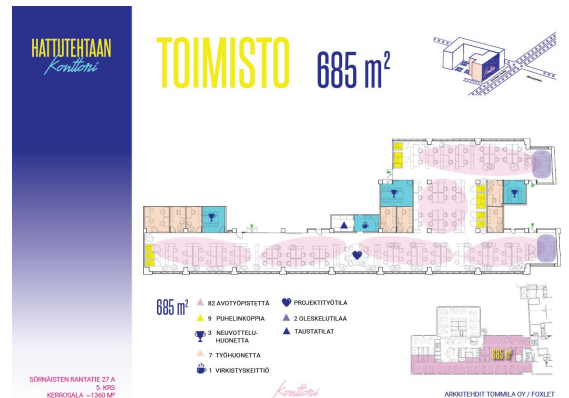 HATTUTEHTAAN
Konttori
TOIMISTO 685 m²
685 m²
82 AVOTYÖPISTETTÄ
9 PUHELINKOPPIA
3 NEUVOTTELU-
HUONETTA
7 TYÖHUONETTA
1 VIRKISTYSKEITTIÖ
PROJEKTITYÖTILA
2 OLESKELUTILAA
TAUSTATILAT
685 m²
SÖRNÄISTEN RANTATIE 27 A
5. KRS
KERROSALA ~1360 M²
Konttori
ARKKITEHDIT TOMMILA OY / FOXLET